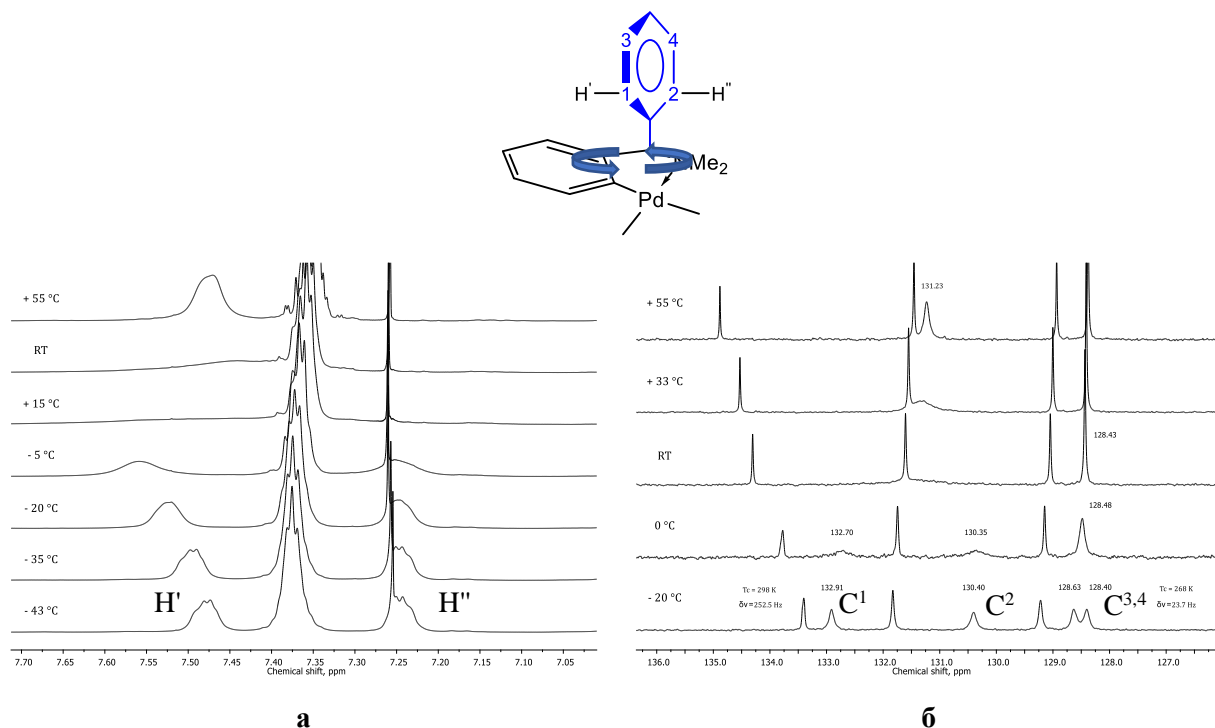 3 4
H' 1 2 H"
NMe2
Pd
+ 55 °C
RT
+ 15 °C
- 5 °C
- 20 °C
- 35 °C
- 43 °C
H'
H"
7.70 7.65 7.60 7.55 7.50 7.45 7.40 7.35 7.30 7.25 7.20 7.15 7.10 7.05
Chemical shift, ppm
а
+ 55 °C
131.23
+ 33 °C
RT
128.43
0 °C
132.70 130.35 128.48
- 20 °C
Tc = 298 K
δν=252.5 Hz
132.91
C1
130.40
C2
128.63 128.40
C3,4
Tc = 268 K
δν=23.7 Hz
136.0 135.0 134.0 133.0 132.0 131.0 130.0 129.0 128.0 127.0
Chemical shift, ppm
б